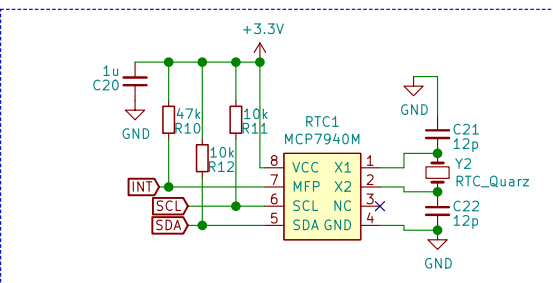 +3.3V
1u
C20
GND
47k
R10
10k
R12
10k
R11
RTC1
MCP7940M
8 VCC X1 1
7 MFP X2 2
6 SCL NC 3
5 SDA GND 4
INT
SCL
SDA
GND
C21
12p
Y2
RTC_Quarz
C22
12p
GND